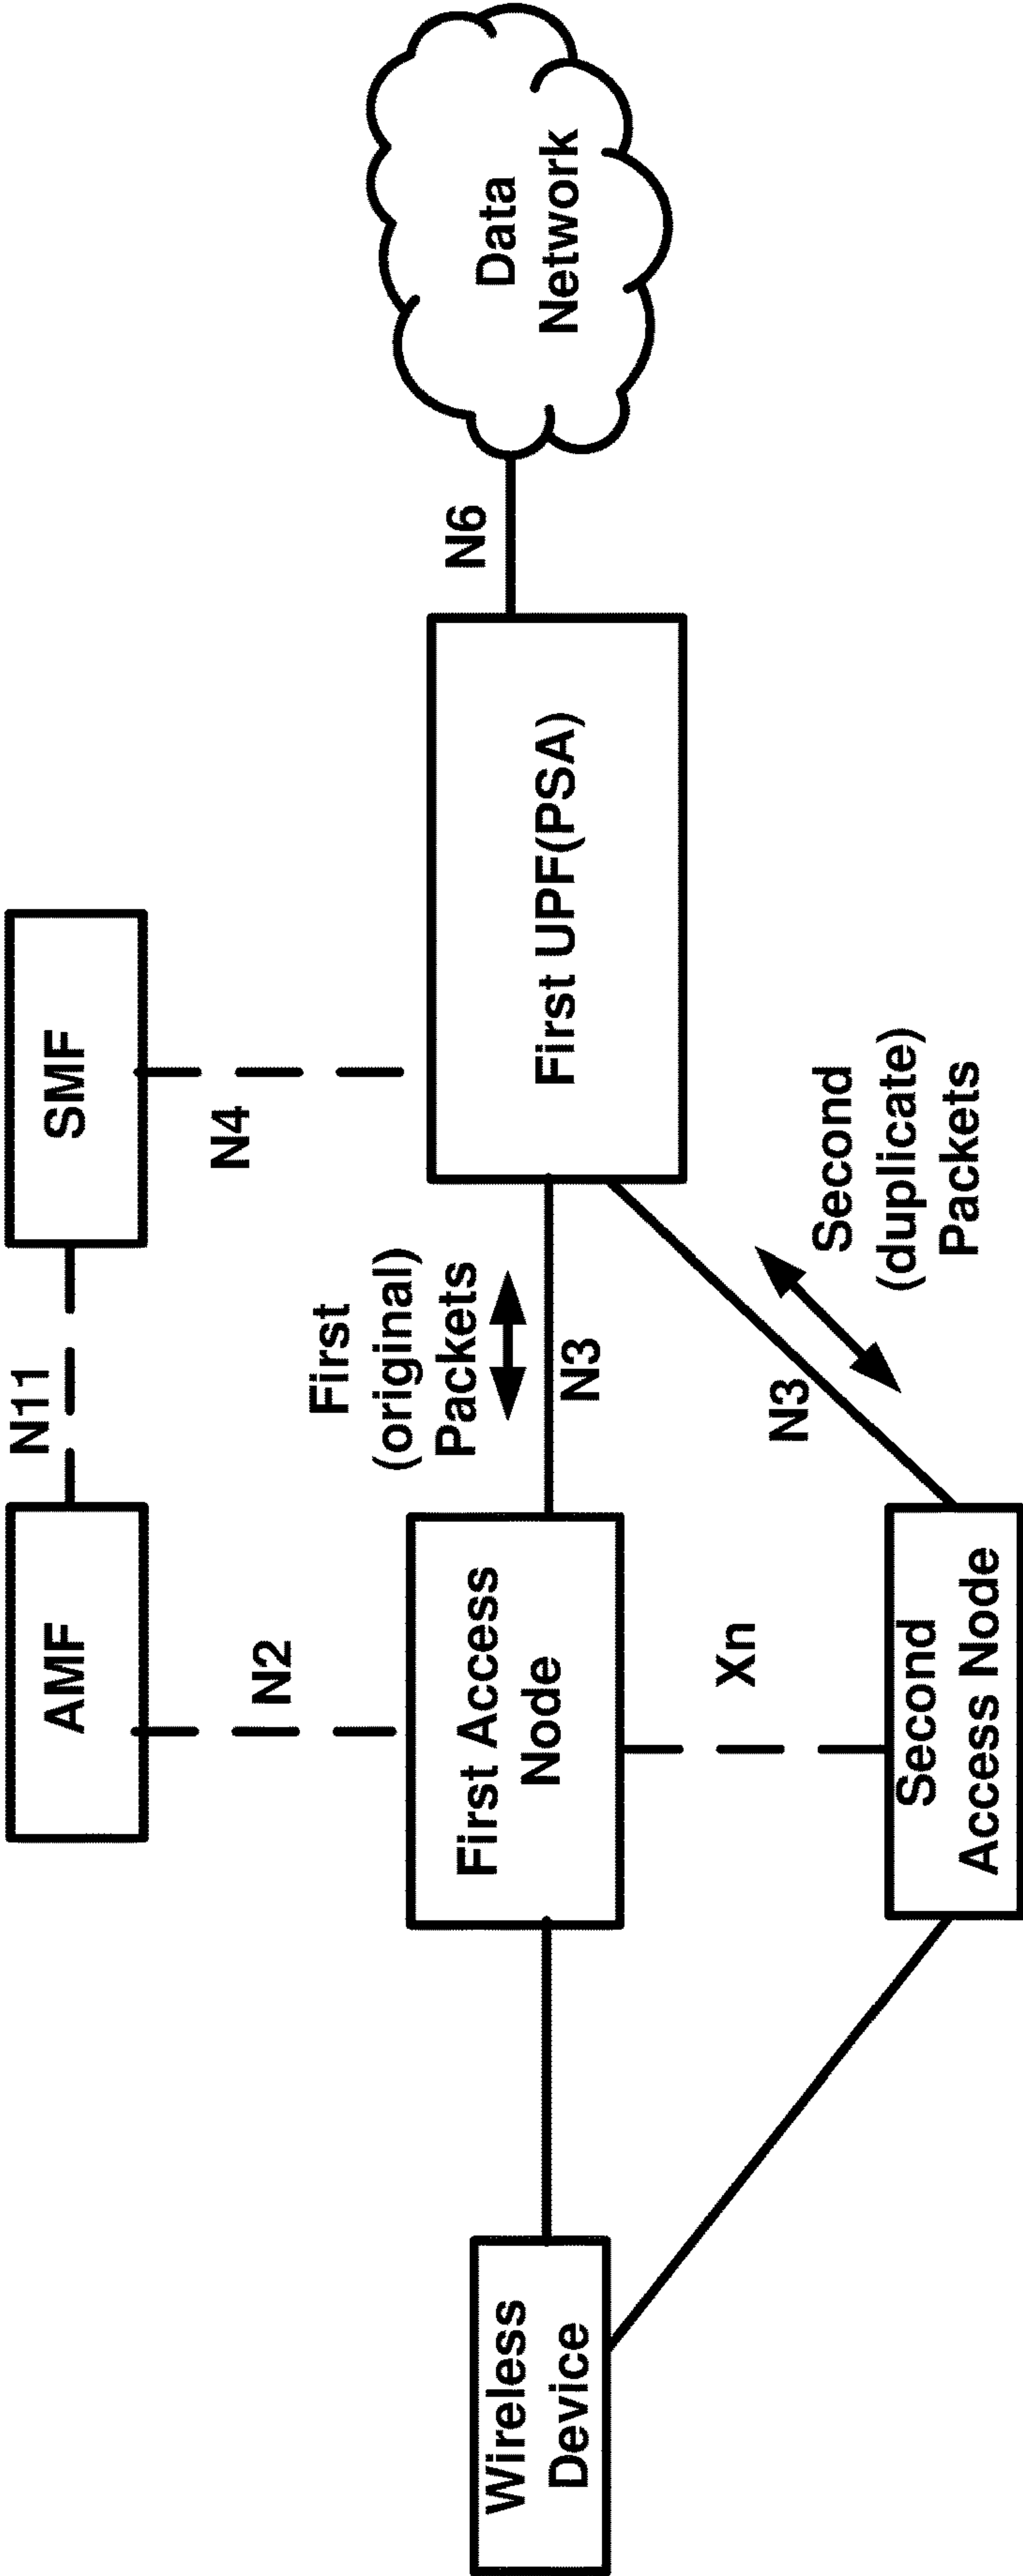 AMF
N11
SMF
N2
N4
First
(original)
Packets
Wireless
Device
First Access
Node
N3
First UPF(PSA)
N6
Data
Network
Xn
N3
Second
(duplicate)
Packets
Second
Access Node